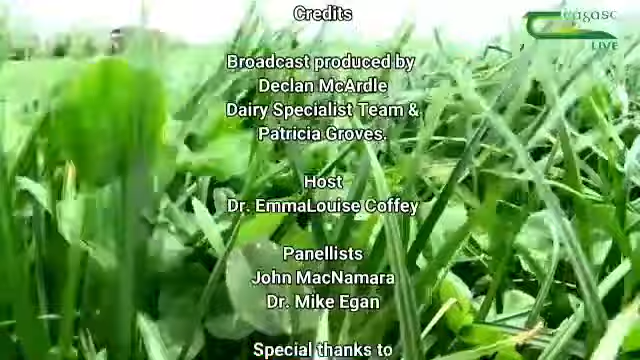 Credits
Teagasc
LIVE
Broadcast produced by
Declan McArdle
Dairy Specialist Team &
Patricia Groves.
Host
Dr. EmmaLouise Coffey
Panellists
John MacNamara
Dr. Mike Egan
Special thanks to